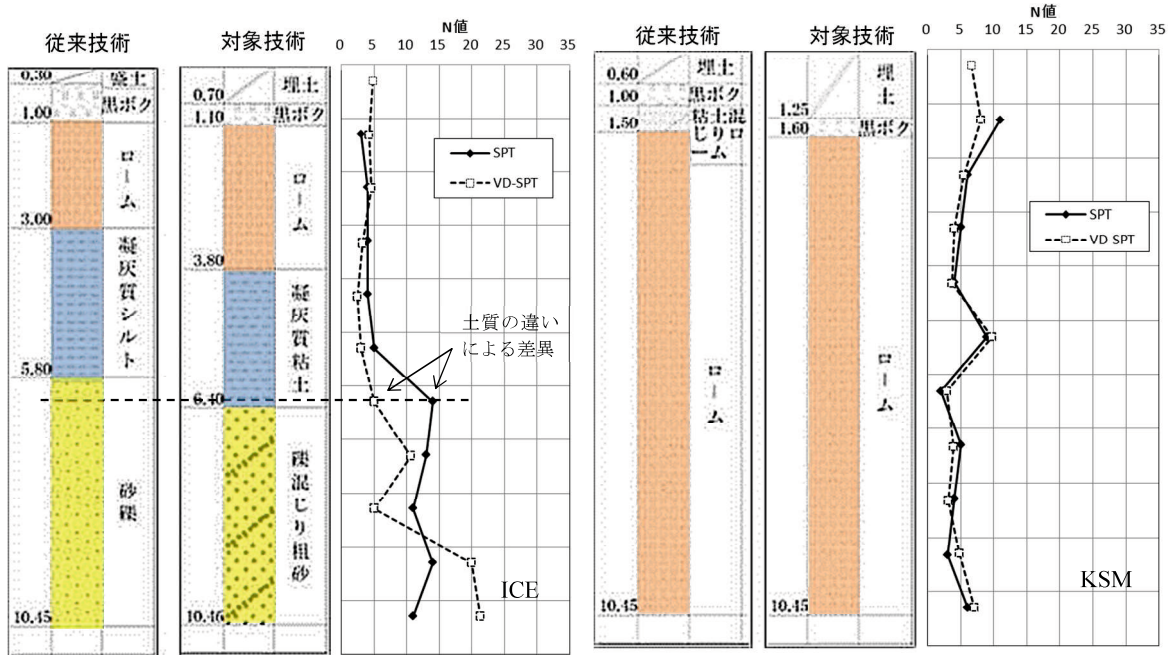 従来技術
対象技術
N値
0 5 10 15 20 25 30 35
0.30
盛土
黒ボク
1.00
ローム
3.00
凝灰質シルト
5.80
砂礫
10.45
埋土
0.70
黒ボク
1.10
ローム
3.80
凝灰質粘土
6.40
礫混じり粗砂
10.46
SPT
VD-SPT
土質の違い
による差異
ICE
従来技術
対象技術
N値
0 5 10 15 20 25 30 35
埋土
0.60
黒ボク
1.00
粘土混じりローム
1.50
ローム
10.45
埋土
1.25
黒ボク
1.60
ローム
10.45
SPT
VD SPT
KSM